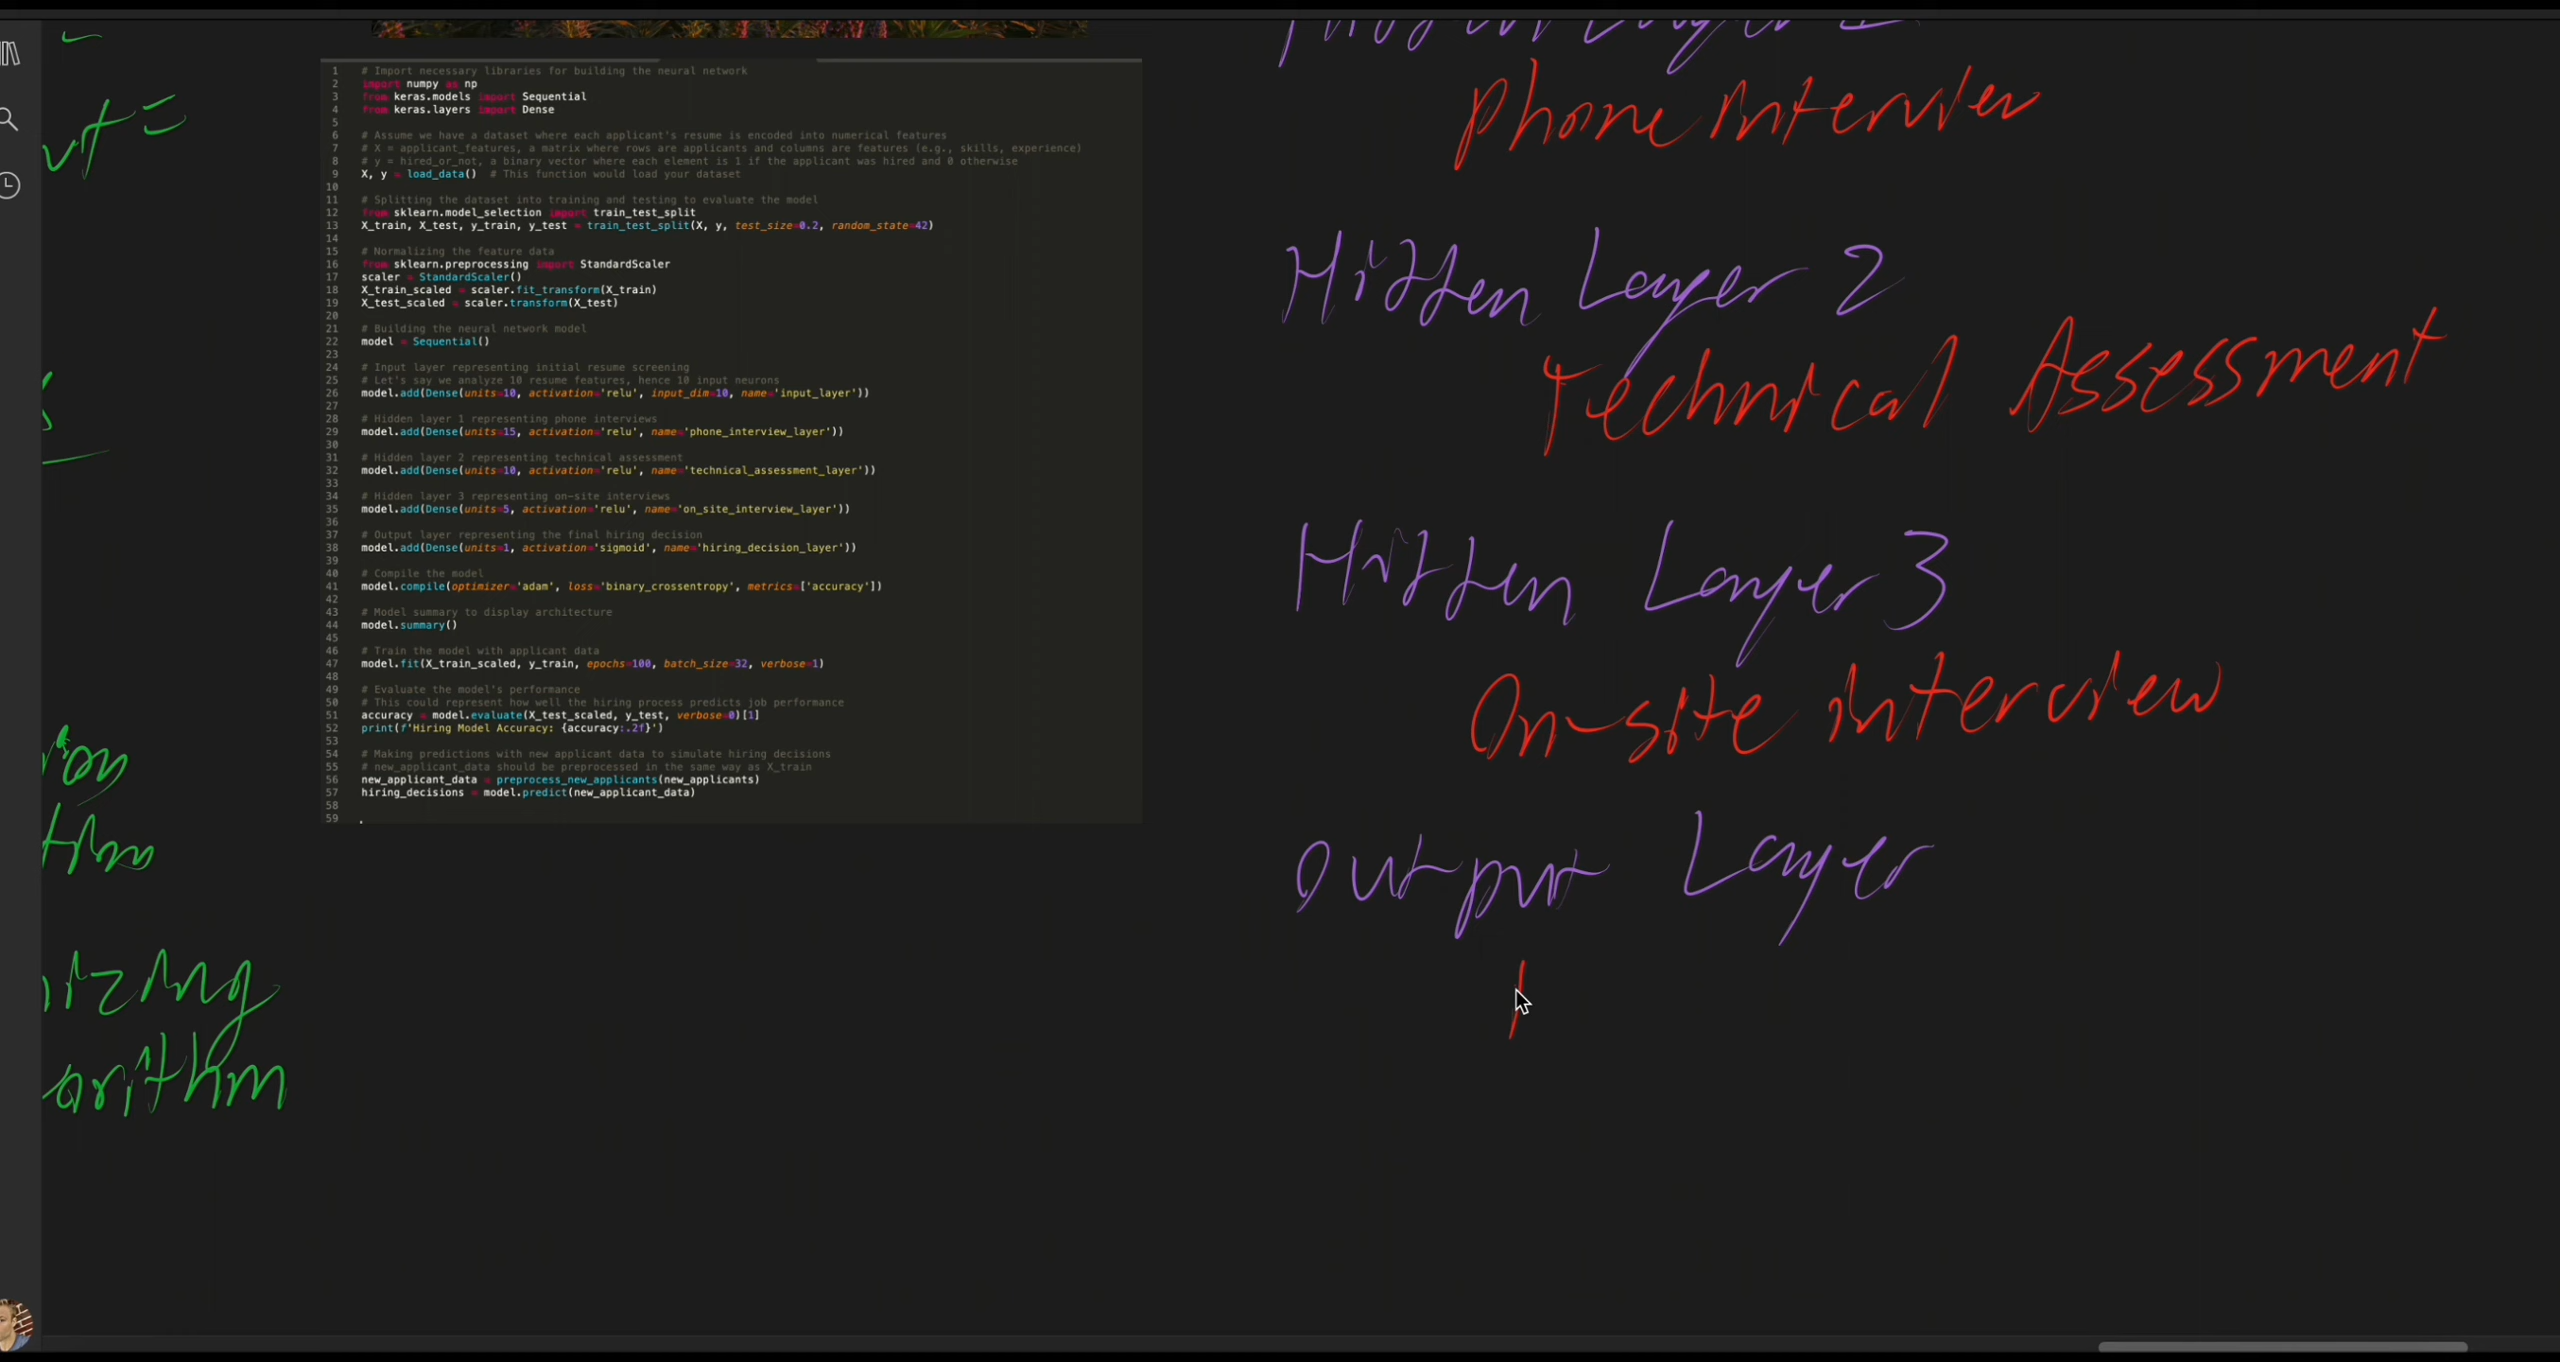 # Import necessary libraries for building the neural network
import numpy as np
from keras.models import Sequential
from keras.layers import Dense
# Assume we have a dataset where each applicant's resume is encoded into numerical features
# X = applicant_features, a matrix where rows are applicants and columns are features (e.g., skills, experience)
# y = hired_or_not, a binary vector where each element is 1 if the applicant was hired and 0 otherwise
X, y = load_data()  # This function would load your dataset
# Splitting the dataset into training and testing to evaluate the model
from sklearn.model_selection import train_test_split
X_train, X_test, y_train, y_test = train_test_split(X, y, test_size=0.2, random_state=42)
# Normalizing the feature data
from sklearn.preprocessing import StandardScaler
scaler = StandardScaler()
X_train_scaled = scaler.fit_transform(X_train)
X_test_scaled = scaler.transform(X_test)
# Building the neural network model
model = Sequential()
# Input layer representing initial resume screening
# Let's say we analyze 10 resume features, hence 10 input neurons
model.add(Dense(units=10, activation='relu', input_dim=10, name='input_layer'))
# Hidden layer 1 representing phone interviews
model.add(Dense(units=15, activation='relu', name='phone_interview_layer'))
# Hidden layer 2 representing technical assessment
model.add(Dense(units=10, activation='relu', name='technical_assessment_layer'))
# Hidden layer 3 representing on-site interviews
model.add(Dense(units=5, activation='relu', name='on_site_interview_layer'))
# Output layer representing the final hiring decision
model.add(Dense(units=1, activation='sigmoid', name='hiring_decision_layer'))
# Compile the model
model.compile(optimizer='adam', loss='binary_crossentropy', metrics=['accuracy'])
# Model summary to display architecture
model.summary()
# Train the model with applicant data
model.fit(X_train_scaled, y_train, epochs=100, batch_size=32, verbose=1)
# Evaluate the model's performance
# This could represent how well the hiring process predicts job performance
accuracy = model.evaluate(X_test_scaled, y_test, verbose=0)[1]
print(f'Hiring Model Accuracy: {accuracy:.2f}')
# Making predictions with new applicant data to simulate hiring decisions
# new_applicant_data should be preprocessed in the same way as X_train
new_applicant_data = preprocess_new_applicants(new_applicants)
hiring_decisions = model.predict(new_applicant_data)
Phone Interview
Hidden Layer 2
Technical Assessment
Hidden Layer 3
On-site interview
Output Layer